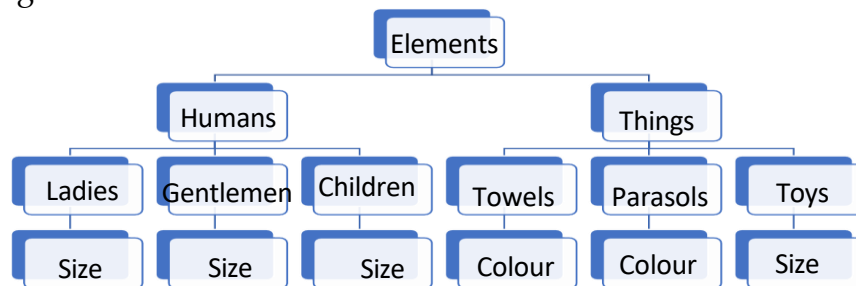 Elements
Humans
Things
Ladies
Gentlemen
Children
Towels
Parasols
Toys
Size
Size
Size
Colour
Colour
Size